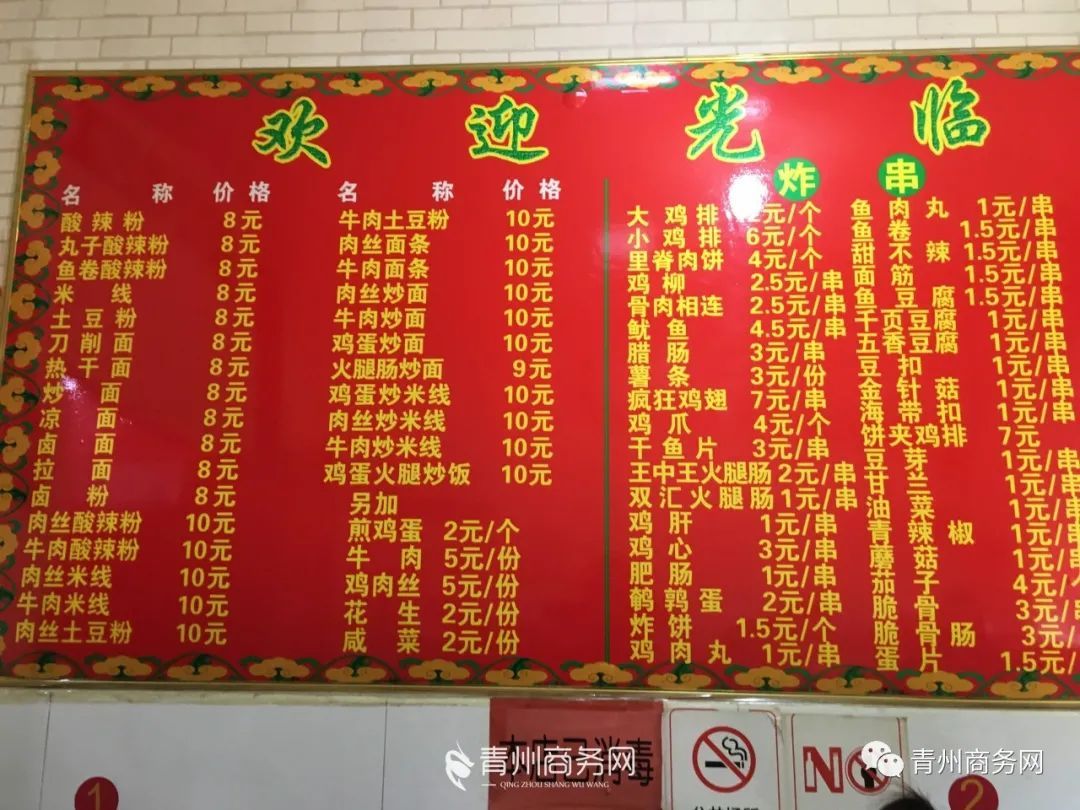 欢迎光临
名称 价格
酸辣粉 8元
丸子酸辣粉 8元
鱼卷酸辣粉 8元
米线 8元
土豆粉 8元
刀削面 8元
热干面 8元
炒面 8元
凉面 8元
卤面 8元
拉面 8元
卤粉 8元
肉丝酸辣粉 10元
牛肉酸辣粉 10元
肉丝米线 10元
牛肉米线 10元
肉丝土豆粉 10元
名称 价格
牛肉土豆粉 10元
肉丝面条 10元
牛肉面条 10元
肉丝炒面 10元
牛肉炒面 10元
鸡蛋炒面 10元
火腿肠炒面 9元
鸡蛋炒米线 10元
肉丝炒米线 10元
牛肉炒米线 10元
鸡蛋火腿炒饭 10元
另加
煎鸡蛋 2元/个
牛肉 5元/份
鸡肉丝 5元/份
花生 2元/份
咸菜 2元/份
炸串
大鸡排 元/个
小鸡排 6元/个
里脊肉饼 4元/个
鸡柳 2.5元/串
骨肉相连 2.5元/串
鱿鱼 4.5元/串
腊肠 3元/串
薯条 3元/份
疯狂鸡翅 7元/串
鸡爪 4元/个
干鱼片 3元/串
王中王火腿肠 2元/串
双汇火腿肠 1元/串
鸡肝 1元/串
鸡心 3元/串
肥肠 1元/串
鹌鹑蛋 2元/串
炸饼 1.5元/个
鸡肉丸 1元/串
鱼肉丸 1元/串
鱼卷 1.5元/串
甜不辣 1.5元/串
面筋
鱼豆腐 1.5元/串
千页豆腐 1元/串
五香豆腐 1元/串
豆扣 1元/串
金针菇 1元/串
海带扣 1元/串
饼夹鸡排 7元
豆芽 1元/串
甘兰 1元/串
油菜 1元/串
青辣椒 1元/串
蘑菇 1元/串
茄子 4元/
脆骨 3元/
脆骨肠 3元/
蛋片 1.5元/
本店已消毒
NO
1
2
青州商务网
QING ZHOU SHANG WU WANG
青州商务网